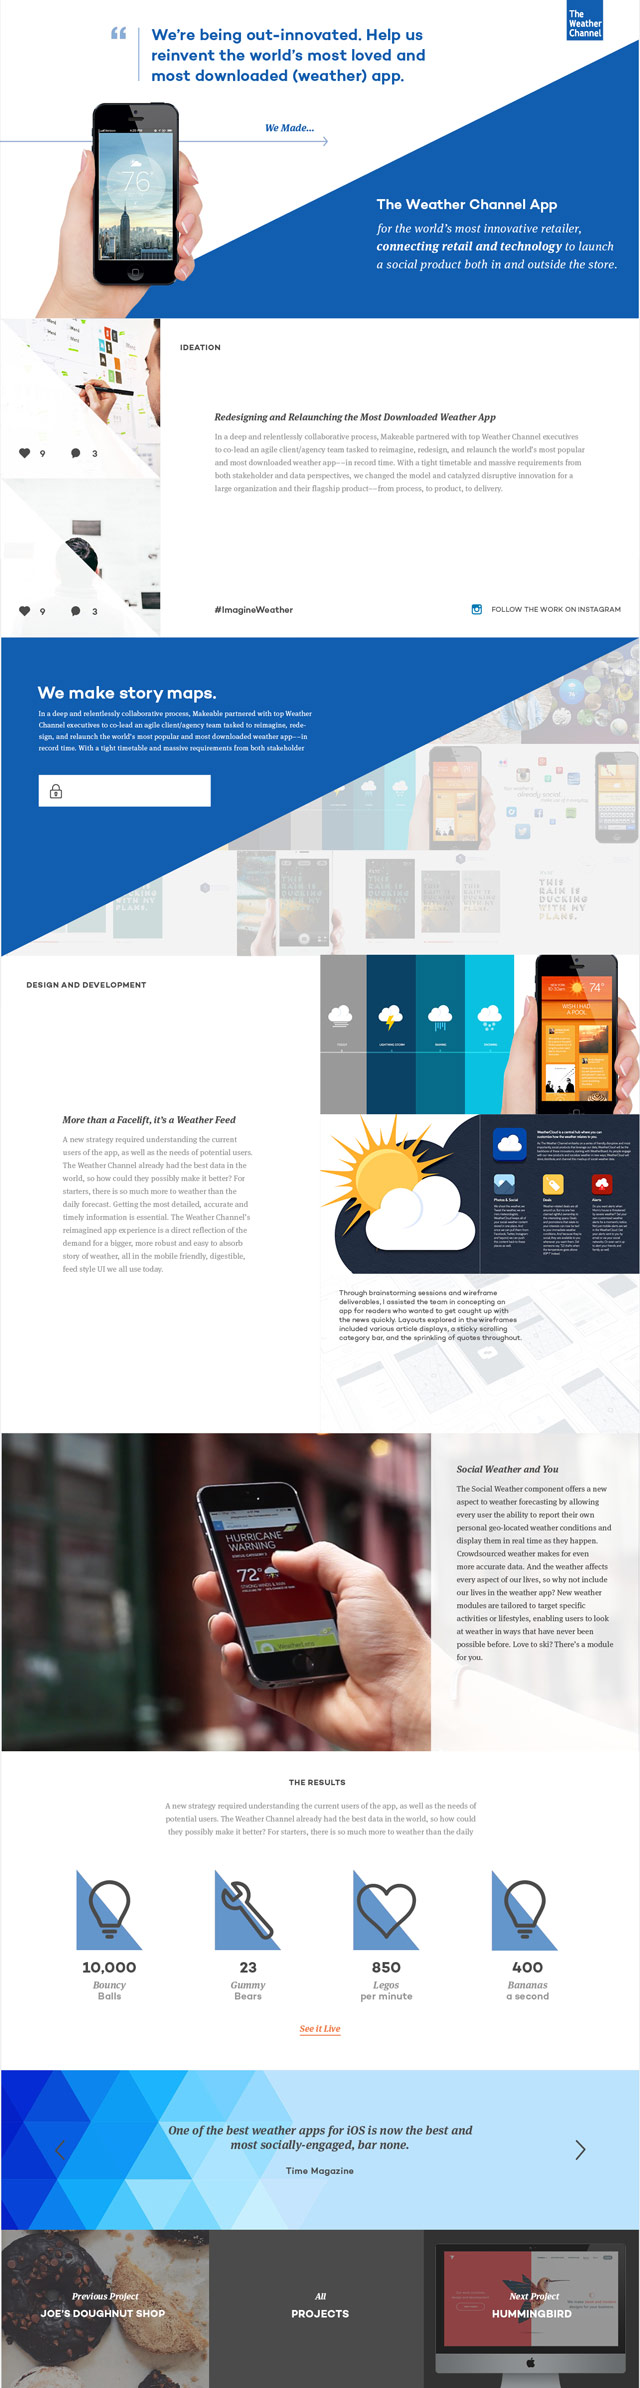 The
Weather
Channel
“ We’re being out-innovated. Help us
reinvent the world’s most loved and
most downloaded (weather) app.
We Made...
76°
The Weather Channel App
for the world’s most innovative retailer,
connecting retail and technology to launch
a social product both in and outside the store.
IDEATION
Redesigning and Relaunching the Most Downloaded Weather App
In a deep and relentlessly collaborative process, Makeable partnered with top Weather Channel executives
to co-lead an agile client/agency team tasked to reimagine, redesign, and relaunch the world’s most popular
and most downloaded weather app––in record time. With a tight timetable and massive requirements from
both stakeholder and data perspectives, we changed the model and catalyzed disruptive innovation for a
large organization and their flagship product––from process, to product, to delivery.
9 3
9 3
#ImagineWeather
FOLLOW THE WORK ON INSTAGRAM
We make story maps.
In a deep and relentlessly collaborative process, Makeable partnered with top Weather
Channel executives to co-lead an agile client/agency team tasked to reimagine, rede-
sign, and relaunch the world’s most popular and most downloaded weather app––in
record time. With a tight timetable and massive requirements from both stakeholder
already social
THIS
RAIN IS
DUCKING
WITH MY
PLANS.
DESIGN AND DEVELOPMENT
LIGHTNING STORM
74°
WISH I HAD
A POOL
More than a Facelift, it’s a Weather Feed
A new strategy required understanding the current
users of the app, as well as the needs of potential users.
The Weather Channel already had the best data in the
world, so how could they possibly make it better? For
starters, there is so much more to weather than the
daily forecast. Getting the most detailed, accurate and
timely information is essential. The Weather Channel’s
reimagined app experience is a direct reflection of the
demand for a bigger, more robust and easy to absorb
story of weather, all in the mobile friendly, digestible,
feed style UI we all use today.
WeatherCloud is a central hub where you can
customize how the weather relates to you.
Photos & Social
Deals
Alerts
Through brainstorming sessions and wireframe
deliverables, I assisted the team in concepting an
app for readers who wanted to get caught up with
the news quickly. Layouts explored in the wireframes
included various article displays, a sticky scrolling
category bar, and the sprinkling of quotes throughout.
HURRICANE
WARNING
72°
WeatherLens
Social Weather and You
The Social Weather component offers a new
aspect to weather forecasting by allowing
every user the ability to report their own
personal geo-located weather conditions and
display them in real time as they happen.
Crowdsourced weather makes for even
more accurate data. And the weather affects
every aspect of our lives, so why not include
our lives in the weather app? New weather
modules are tailored to target specific
activities or lifestyles, enabling users to look
at weather in ways that have never been
possible before. Love to ski? There’s a module
for you.
THE RESULTS
A new strategy required understanding the current users of the app, as well as the needs of
potential users. The Weather Channel already had the best data in the world, so how could
they possibly make it better? For starters, there is so much more to weather than the daily
10,000
Bouncy
Balls
23
Gummy
Bears
850
Legos
per minute
400
Bananas
a second
See it Live
One of the best weather apps for iOS is now the best and
most socially-engaged, bar none.
Time Magazine
Previous Project
JOE’S DOUGHNUT SHOP
All
PROJECTS
Next Project
HUMMINGBIRD